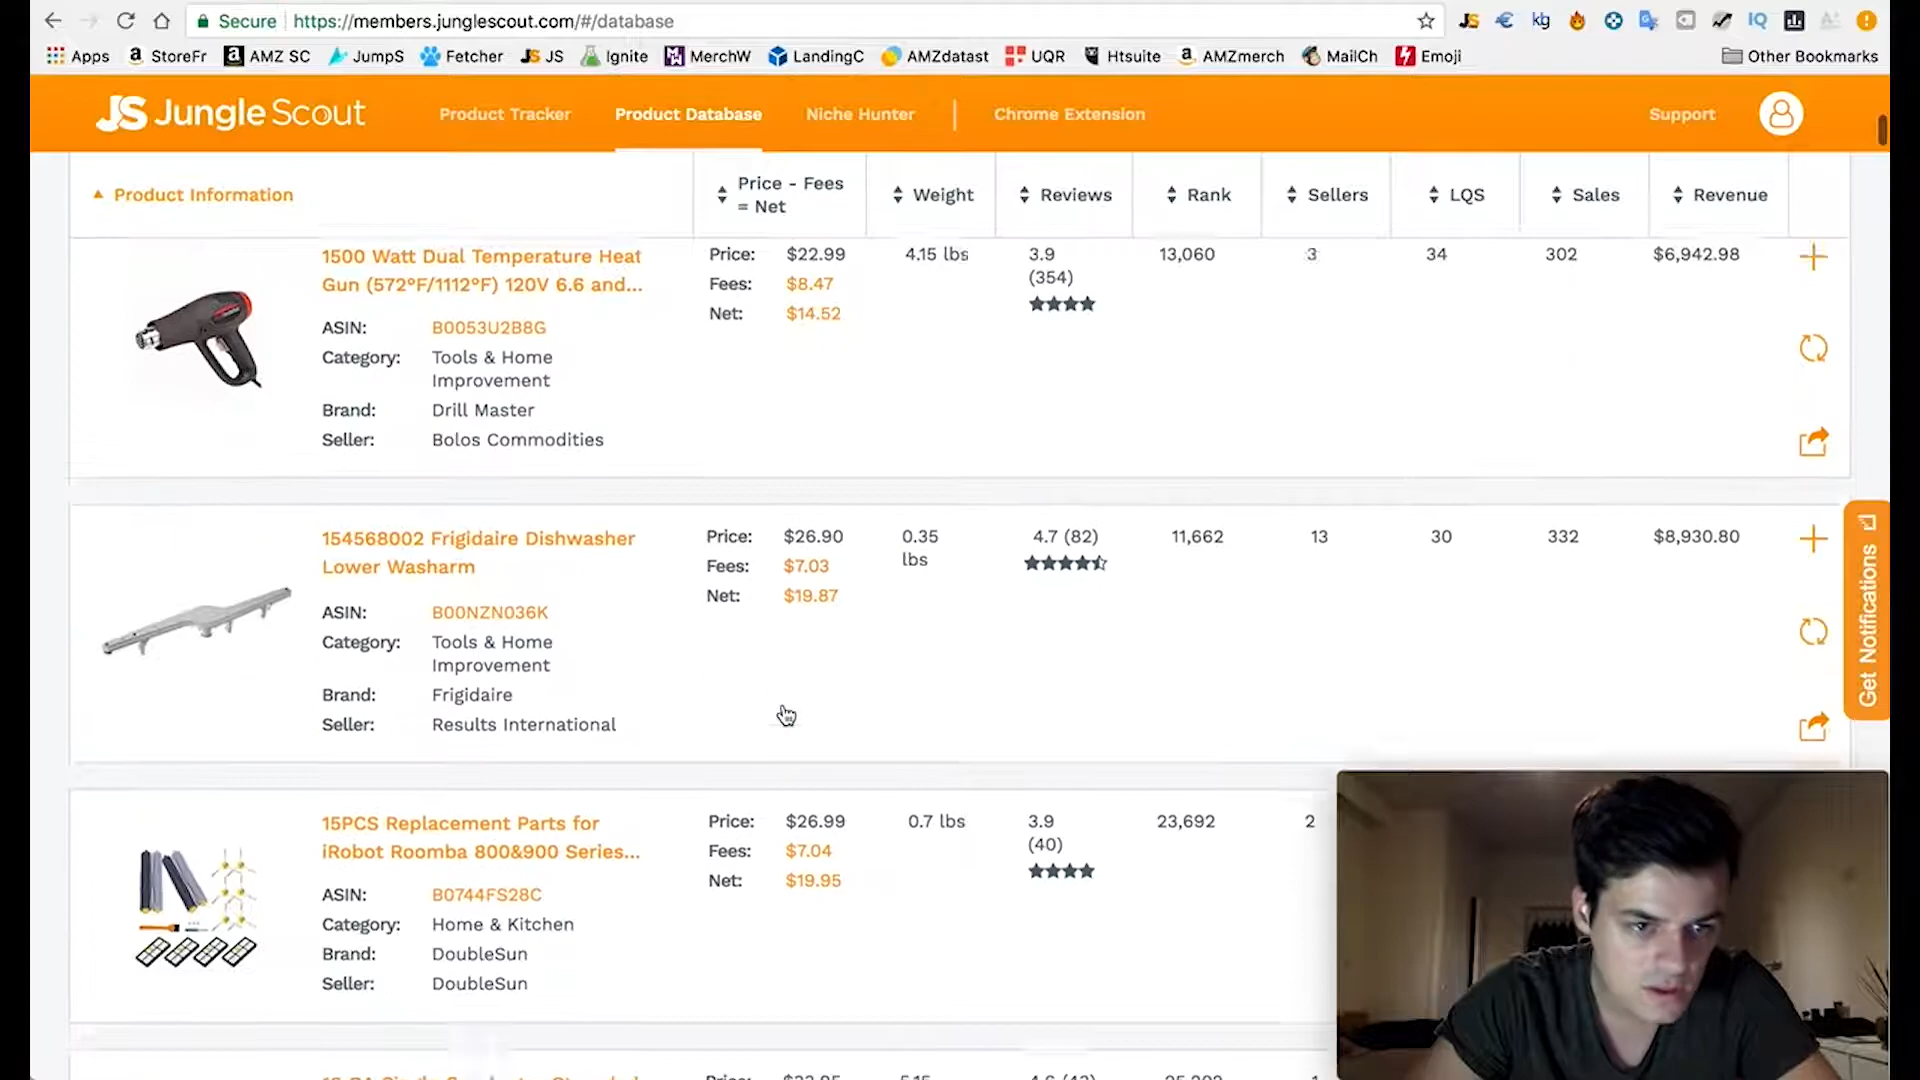 Secure https://members.junglescout.com/#/database
Apps StoreFr AMZ SC JumpS Fetcher JS Ignite MerchW LandingC AMZdatast UQR Htsuite AMZmerch MailCh Emoji Other Bookmarks
JS Jungle Scout Product Tracker Product Database Niche Hunter Chrome Extension Support
Product Information Price - Fees = Net Weight Reviews Rank Sellers LQS Sales Revenue
1500 Watt Dual Temperature Heat
Gun (572°F/1112°F) 120V 6.6 and...
ASIN: B0053U2B8G
Category: Tools & Home
Improvement
Brand: Drill Master
Seller: Bolos Commodities
Price: $22.99
Fees: $8.47
Net: $14.52
4.15 lbs
3.9
(354)
13,060
3
34
302
$6,942.98
154568002 Frigidaire Dishwasher
Lower Washarm
ASIN: B00NZN036K
Category: Tools & Home
Improvement
Brand: Frigidaire
Seller: Results International
Price: $26.90
Fees: $7.03
Net: $19.87
0.35
lbs
4.7 (82)
11,662
13
30
332
$8,930.80
Get Notifications
15PCS Replacement Parts for
iRobot Roomba 800&900 Series...
ASIN: B0744FS28C
Category: Home & Kitchen
Brand: DoubleSun
Seller: DoubleSun
Price: $26.99
Fees: $7.04
Net: $19.95
0.7 lbs
3.9
(40)
23,692
2